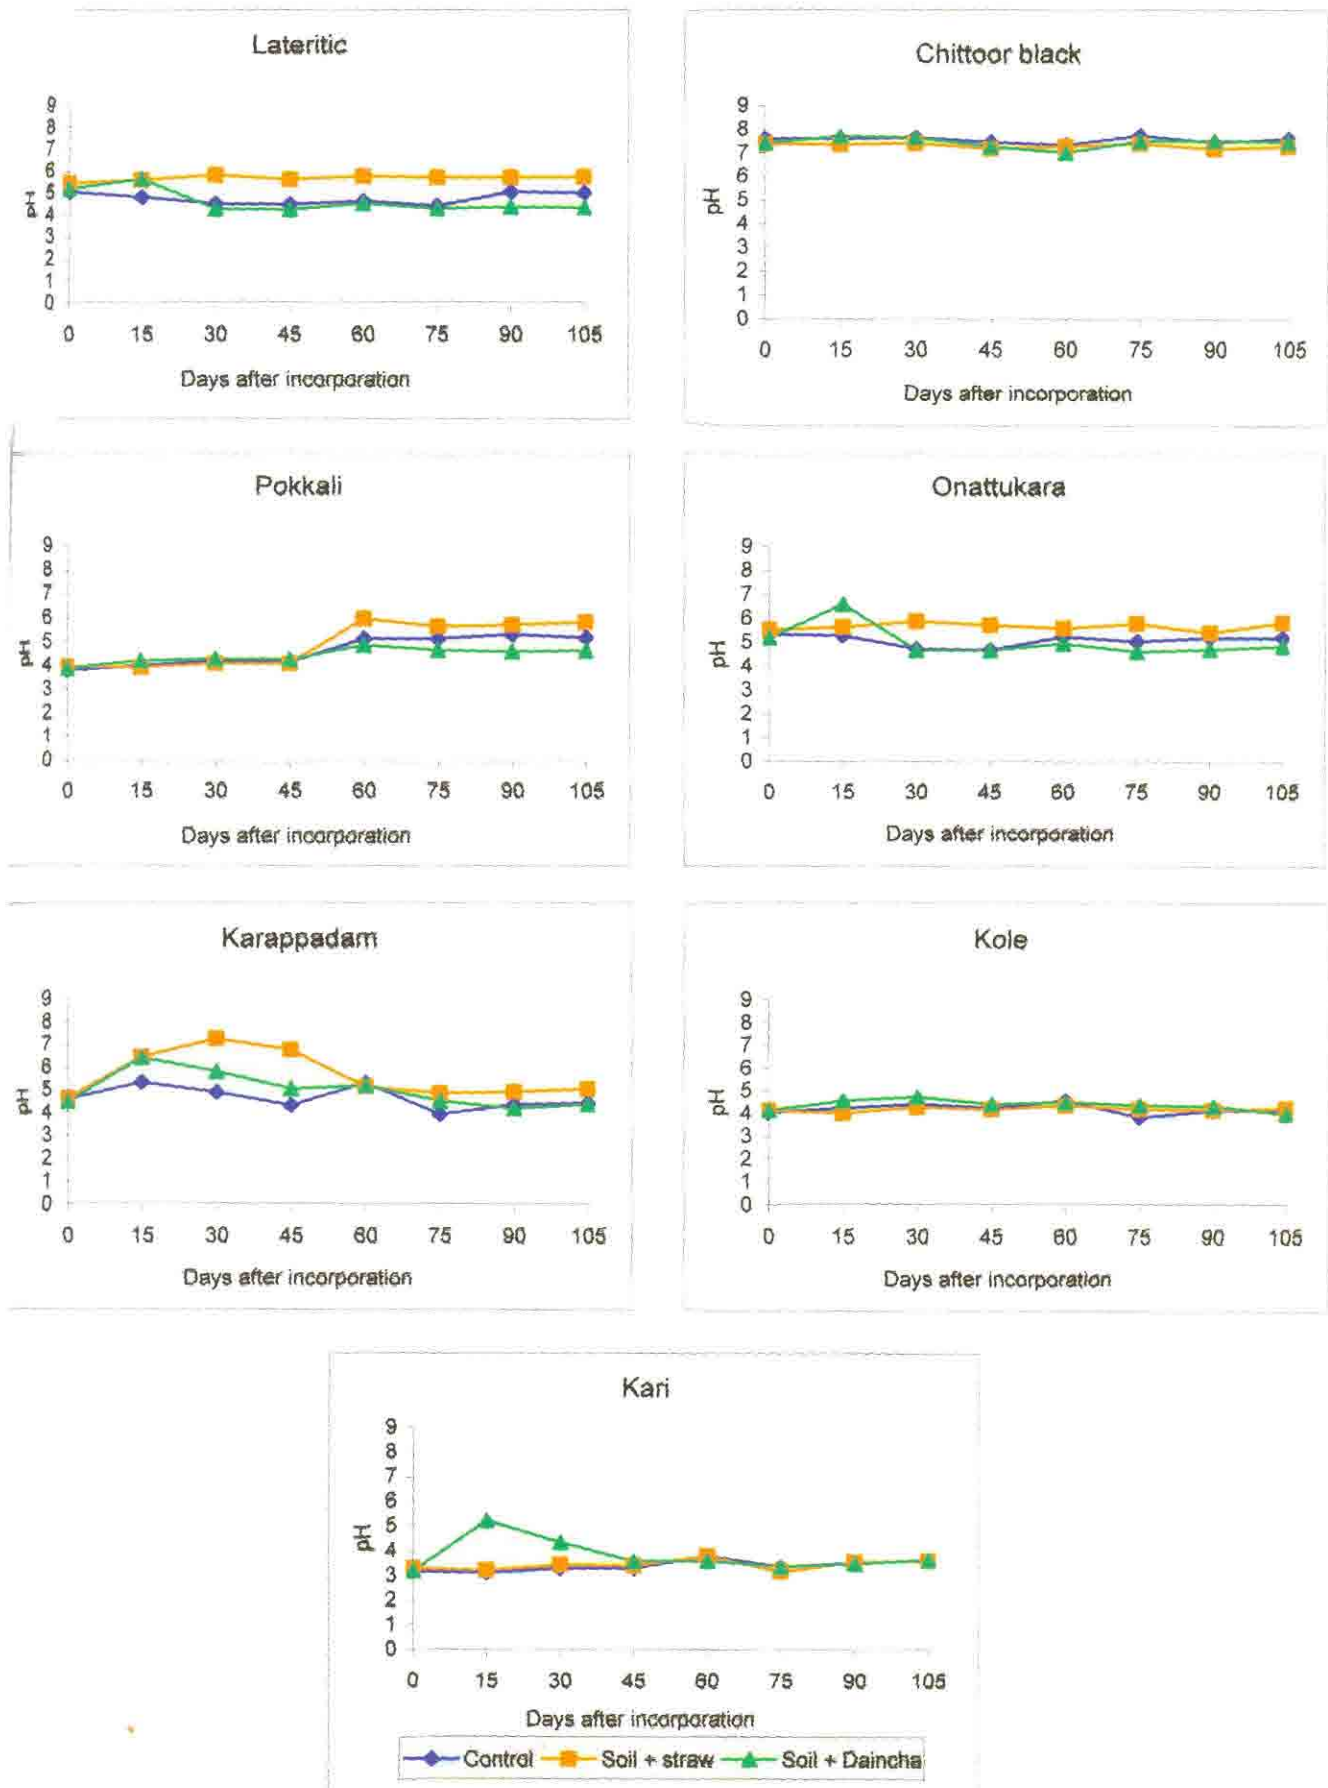 Lateritic
9
8
7
6
5
4
3
2
1
0
pH
0 15 30 45 60 75 90 105
Days after incorporation
Chittoor black
9
8
7
6
5
4
3
2
1
0
pH
0 15 30 45 60 75 90 105
Days after incorporation
Pokkali
9
8
7
6
5
4
3
2
1
0
pH
0 15 30 45 60 75 90 105
Days after incorporation
Onattukara
9
8
7
6
5
4
3
2
1
0
pH
0 15 30 45 60 75 90 105
Days after incorporation
Karappadam
9
8
7
6
5
4
3
2
1
0
pH
0 15 30 45 60 75 90 105
Days after incorporation
Kole
9
8
7
6
5
4
3
2
1
0
pH
0 15 30 45 60 75 90 105
Days after incorporation
Kari
9
8
7
6
5
4
3
2
1
0
pH
0 15 30 45 60 75 90 105
Days after incorporation
Control Soil + straw Soil + Daincha